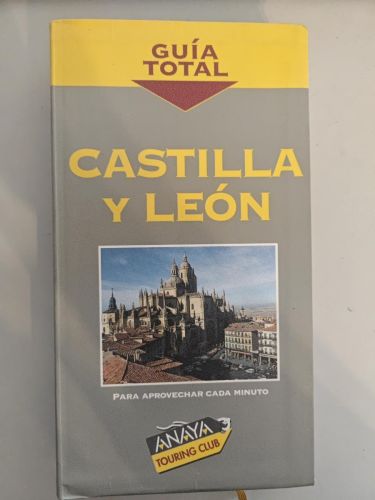 GUÍA
TOTAL
CASTILLA
Y LEÓN
PARA APROVECHAR CADA MINUTO
ANAYA
TOURING CLUB